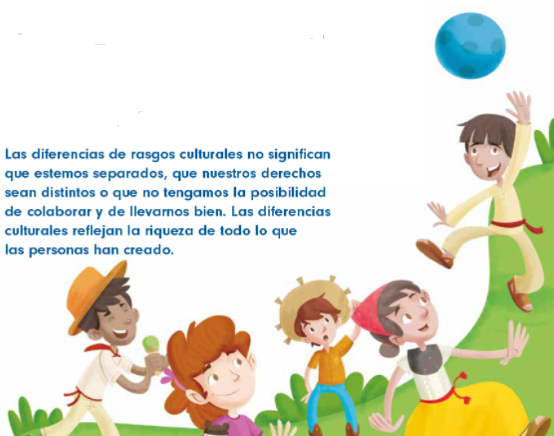 Las diferencias de rasgos culturales no significan
que estemos separados, que nuestros derechos
sean distintos o que no tengamos la posibilidad
de colaborar y de llevarnos bien. Las diferencias
culturales reflejan la riqueza de todo lo que
las personas han creado.